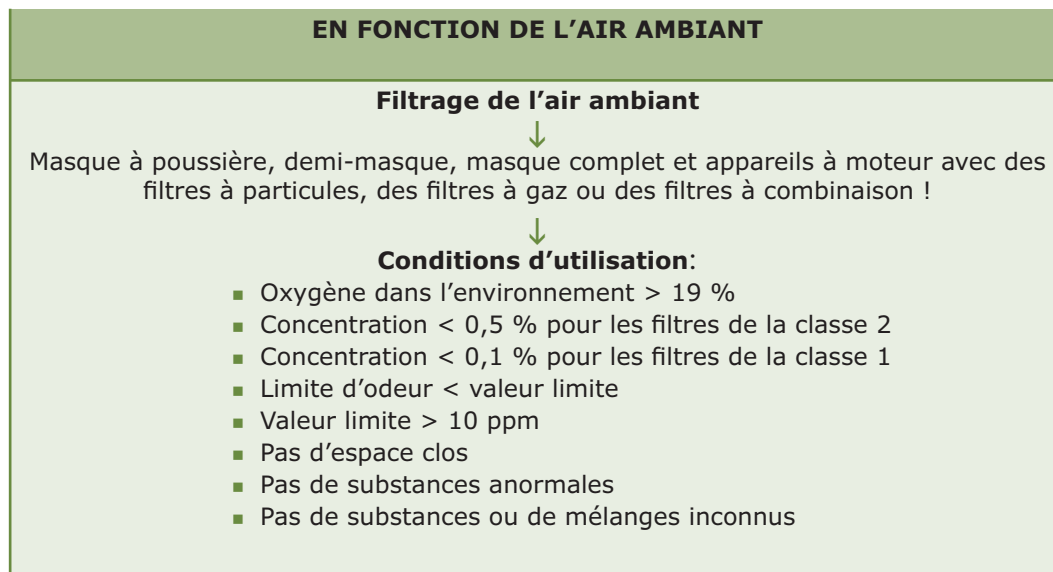 EN FONCTION DE L’AIR AMBIANT
Filtrage de l’air ambiant
↓
Masque à poussière, demi-masque, masque complet et appareils à moteur avec des
filtres à particules, des filtres à gaz ou des filtres à combinaison !
↓
Conditions d’utilisation:
▪ Oxygène dans l’environnement > 19 %
▪ Concentration < 0,5 % pour les filtres de la classe 2
▪ Concentration < 0,1 % pour les filtres de la classe 1
▪ Limite d’odeur < valeur limite
▪ Valeur limite > 10 ppm
▪ Pas d’espace clos
▪ Pas de substances anormales
▪ Pas de substances ou de mélanges inconnus